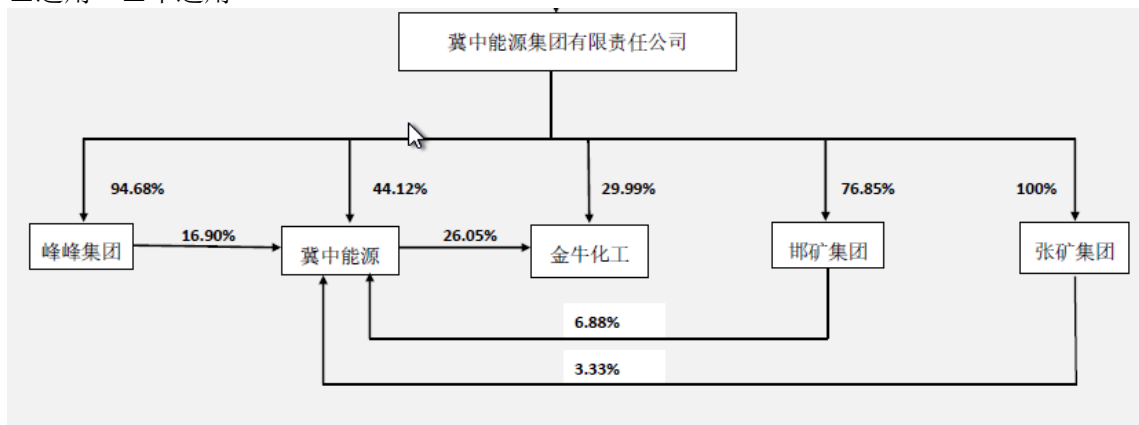 冀中能源集团有限责任公司
94.68%
44.12%
29.99%
76.85%
100%
峰峰集团
16.90%
冀中能源
26.05%
金牛化工
邯矿集团
张矿集团
6.88%
3.33%